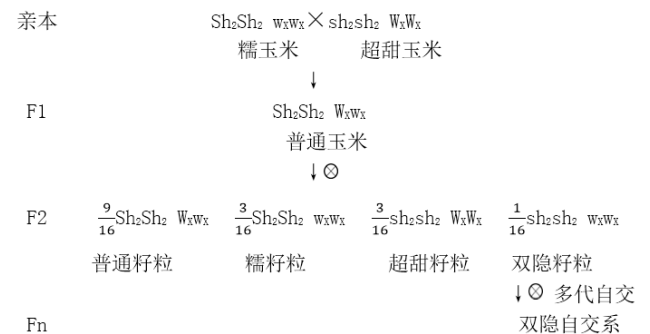 亲本 Sh₂Sh₂ wxwx×sh₂sh₂ WxWx
糯玉米 超甜玉米
↓
F1 Sh₂Sh₂ Wxwx
普通玉米
↓⊗
F2 9/16Sh₂Sh₂ Wxwx 3/16Sh₂Sh₂ wxwx 3/16sh₂sh₂ WxWx 1/16sh₂sh₂ wxwx
普通籽粒 糯籽粒 超甜籽粒 双隐籽粒
↓⊗ 多代自交
Fn 双隐自交系